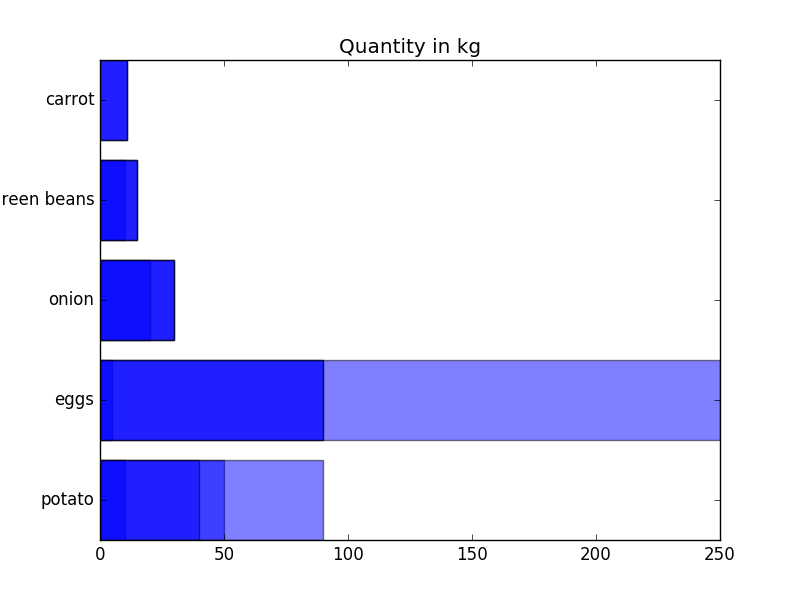 Quantity in kg
carrot
reen beans
onion
eggs
potato
0 50 100 150 200 250